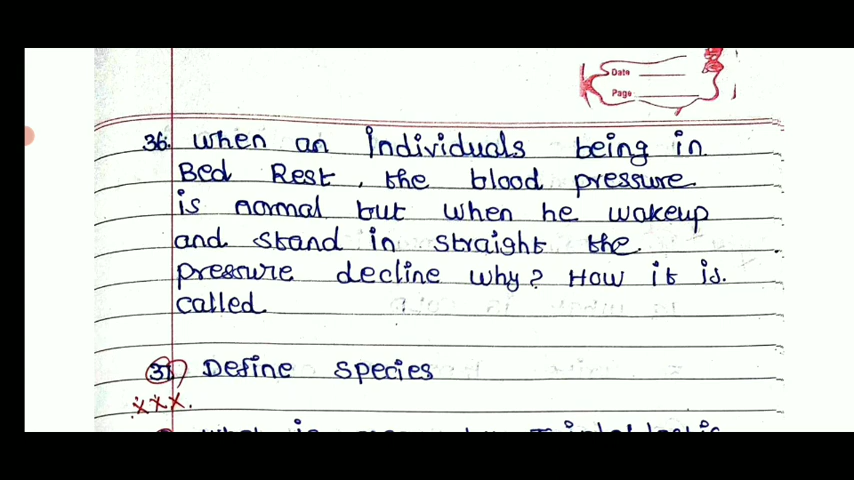 Date
Page
36. When an individuals being in
Bed Rest, the blood pressure
is normal but when he wakeup
and stand in straight the
pressure decline why? How it is.
called
37 Define species
xxx.